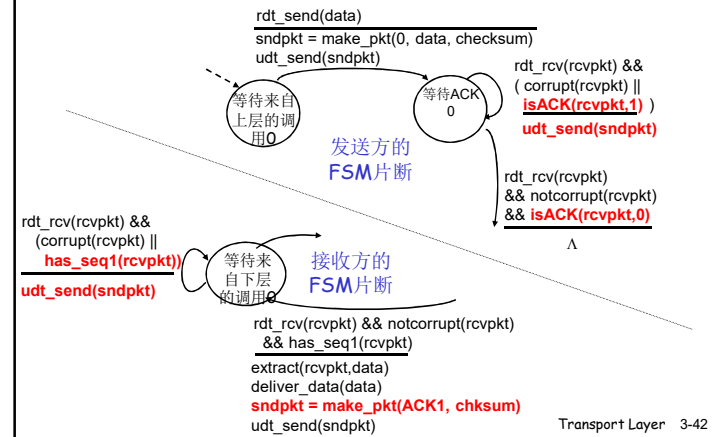 rdt_send(data)
sndpkt = make_pkt(0, data, checksum)
udt_send(sndpkt)
等待来自
上层的调
用0
等待ACK
0
rdt_rcv(rcvpkt) &&
( corrupt(rcvpkt) ||
isACK(rcvpkt,1) )
udt_send(sndpkt)
发送方的
FSM片断
rdt_rcv(rcvpkt)
&& notcorrupt(rcvpkt)
&& isACK(rcvpkt,0)
Λ
rdt_rcv(rcvpkt) &&
(corrupt(rcvpkt) ||
has_seq1(rcvpkt))
udt_send(sndpkt)
等待来
自下层
的调用0
接收方的
FSM片断
rdt_rcv(rcvpkt) && notcorrupt(rcvpkt)
&& has_seq1(rcvpkt)
extract(rcvpkt,data)
deliver_data(data)
sndpkt = make_pkt(ACK1, chksum)
udt_send(sndpkt)
Transport Layer 3-42